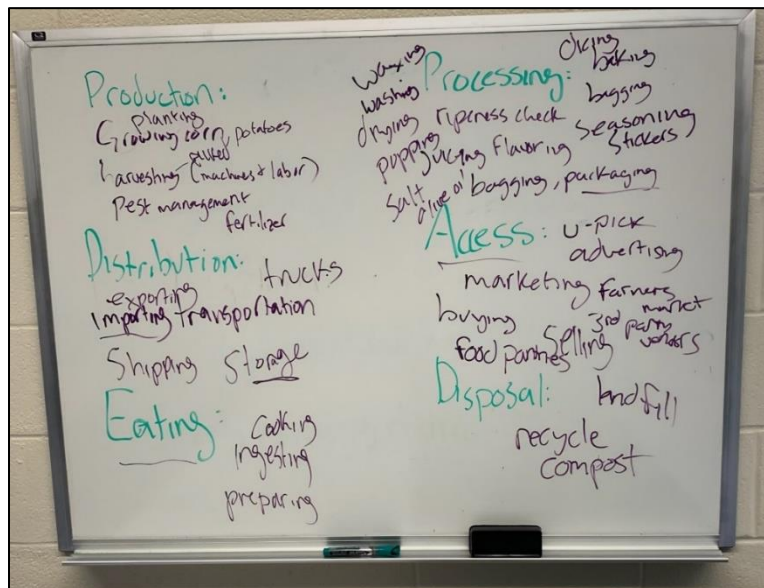 Production:
planting
Growing corn, potatoes
harvesting (machines & labor)
Pest management
fertilizer
Distribution:
trucks
exporting
Importing transportation
Shipping Storage
Eating:
Cooking
Ingesting
preparing
Processing:
waxing
washing
drying ripeness check
popping juicing flavoring
salt
olive oil bagging, packaging
dicing
baking
bagging
seasoning
stickers
Access: U-pick
advertising
marketing farmers
market
buying selling 3rd party
vendors
food pantries
Disposal: landfill
recycle
compost